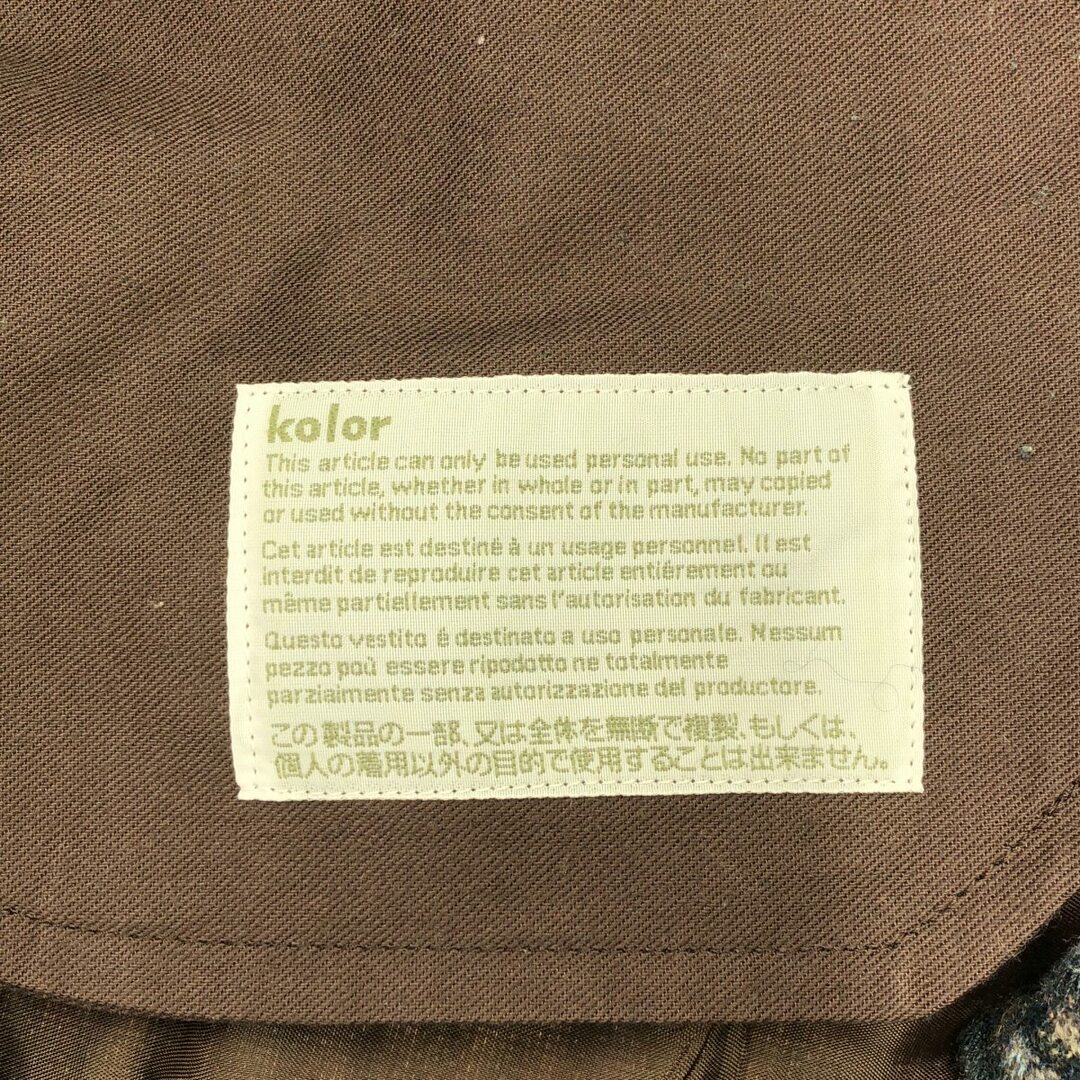 kolor
This article can only be used personal use. No part of
this article, whether in whole or in part, may copied
or used without the consent of the manufacturer.
Cet article est destiné à un usage personnel. Il est
interdit de reproduire cet article entiérement ou
même partiellement sans l'autorisation du fabricant.
Questo vestito é destinato a uso personale. Nessum
pezzo poù essere ripodotto ne totalmente
parziaimente senza autorizzazione del productore.
この製品の一部、又は全体を無断で複製、もしくは、
個人の着用以外の目的で使用することは出来ません。